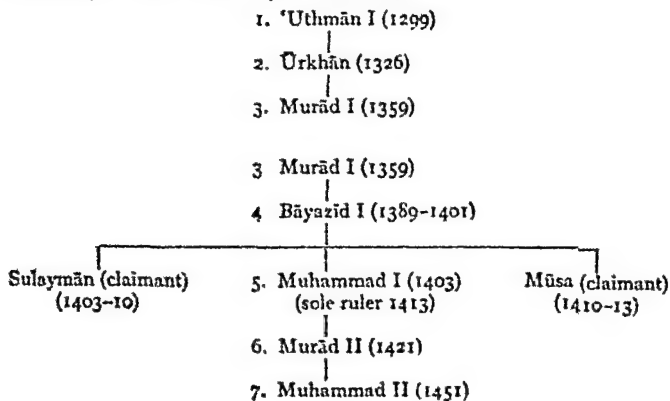 1. ʻUthmān I (1299)
2. Ūrkhān (1326)
3. Murād I (1359)
3 Murād I (1359)
4 Bāyazīd I (1389-1401)
Sulaymān (claimant) 5. Muhammad I (1403) Mūsa (claimant)
(1403-10) (sole ruler 1413) (1410-13)
6. Murād II (1421)
7. Muhammad II (1451)